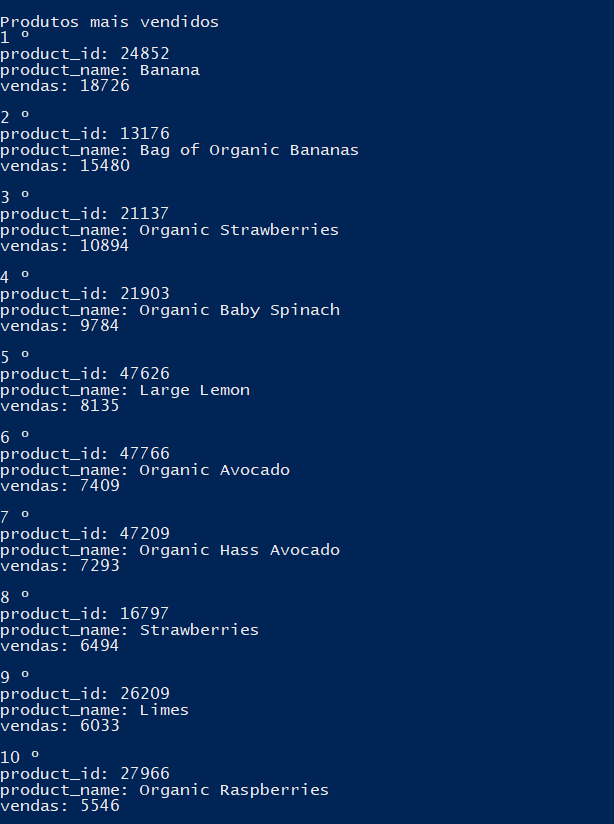 Produtos mais vendidos
1 º
product_id: 24852
product_name: Banana
vendas: 18726
2 º
product_id: 13176
product_name: Bag of Organic Bananas
vendas: 15480
3 º
product_id: 21137
product_name: Organic Strawberries
vendas: 10894
4 º
product_id: 21903
product_name: Organic Baby Spinach
vendas: 9784
5 º
product_id: 47626
product_name: Large Lemon
vendas: 8135
6 º
product_id: 47766
product_name: Organic Avocado
vendas: 7409
7 º
product_id: 47209
product_name: Organic Hass Avocado
vendas: 7293
8 º
product_id: 16797
product_name: Strawberries
vendas: 6494
9 º
product_id: 26209
product_name: Limes
vendas: 6033
10 º
product_id: 27966
product_name: Organic Raspberries
vendas: 5546